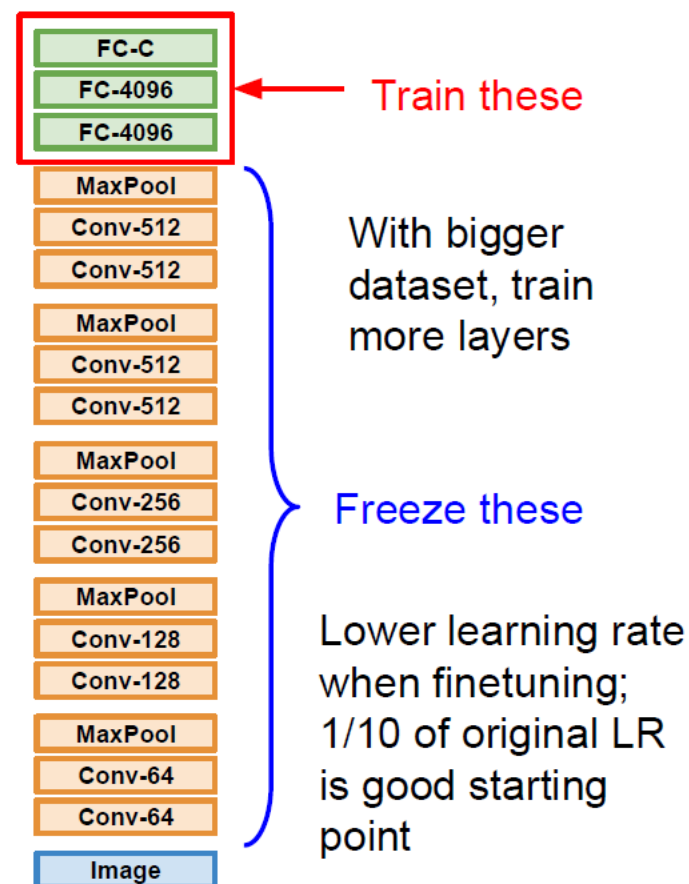 FC-C
FC-4096
FC-4096
Train these
MaxPool
Conv-512
Conv-512
With bigger
dataset, train
more layers
MaxPool
Conv-512
Conv-512
MaxPool
Conv-256
Conv-256
Freeze these
MaxPool
Conv-128
Conv-128
MaxPool
Conv-64
Conv-64
Lower learning rate
when finetuning;
1/10 of original LR
is good starting
point
Image